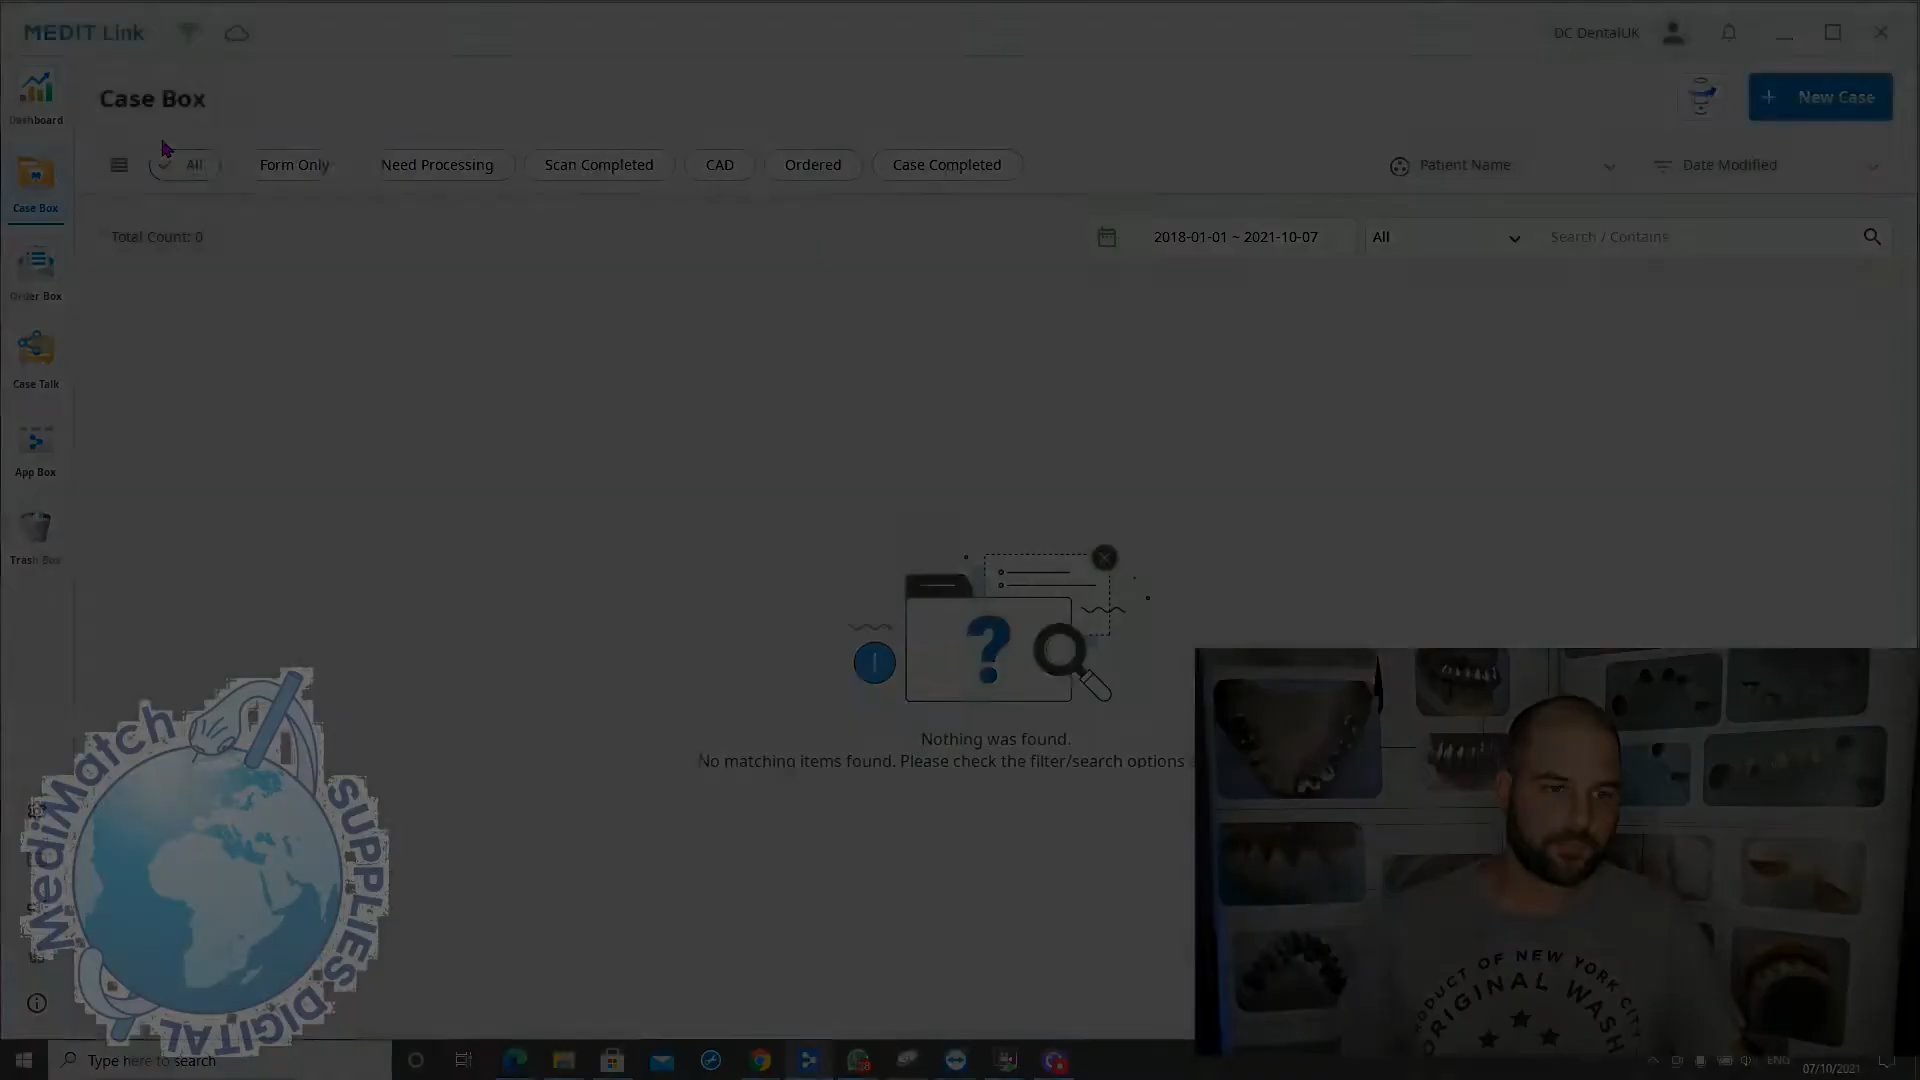 MEDIT Link
DC DentalUK
Dashboard
Case Box
New Case
All
Form Only
Need Processing
Scan Completed
CAD
Ordered
Case Completed
Patient Name
Date Modified
Case Box
Total Count: 0
2018-01-01 ~ 2021-10-07
All
Search / Contains
Order Box
Case Talk
App Box
Trash Box
Nothing was found.
No matching items found. Please check the filter/search options
MediMatch
DIGITAL SUPPLIES
PRODUCT OF NEW YORK CITY
ORIGINAL WASH
Type here to search
ENG
07/10/2021